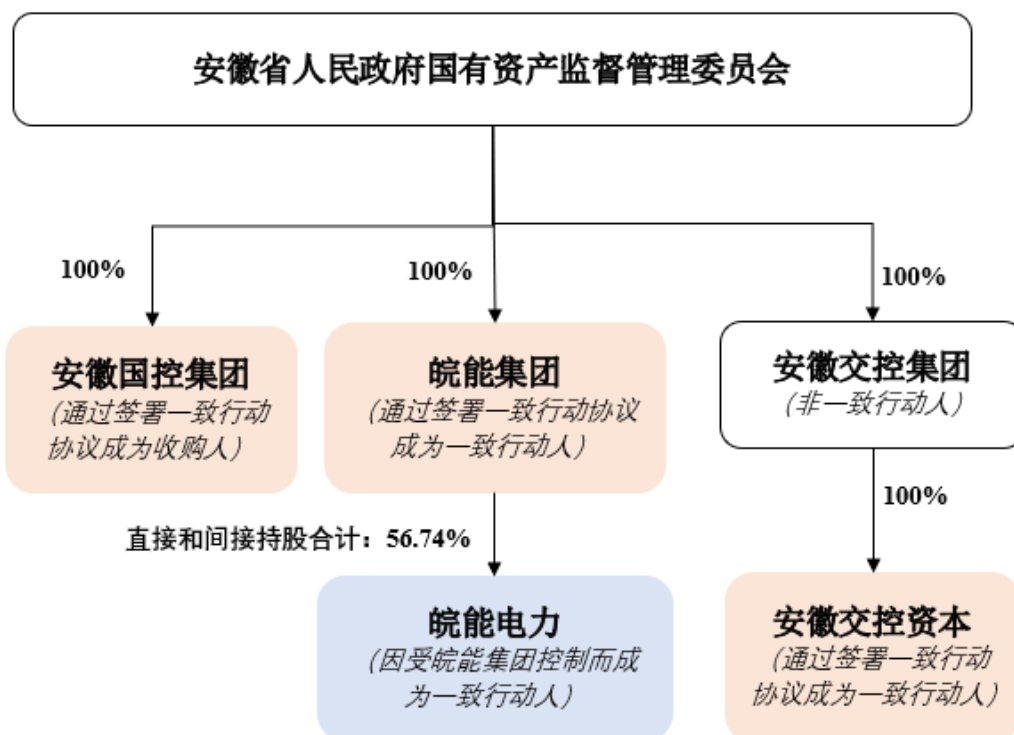 安徽省人民政府国有资产监督管理委员会
100%
100%
100%
安徽国控集团
(通过签署一致行动
协议成为收购人)
皖能集团
(通过签署一致行动协议
成为一致行动人)
安徽交控集团
(非一致行动人)
直接和间接持股合计：56.74%
100%
皖能电力
(因受皖能集团控制而成
为一致行动人)
安徽交控资本
(通过签署一致行动
协议成为一致行动人)